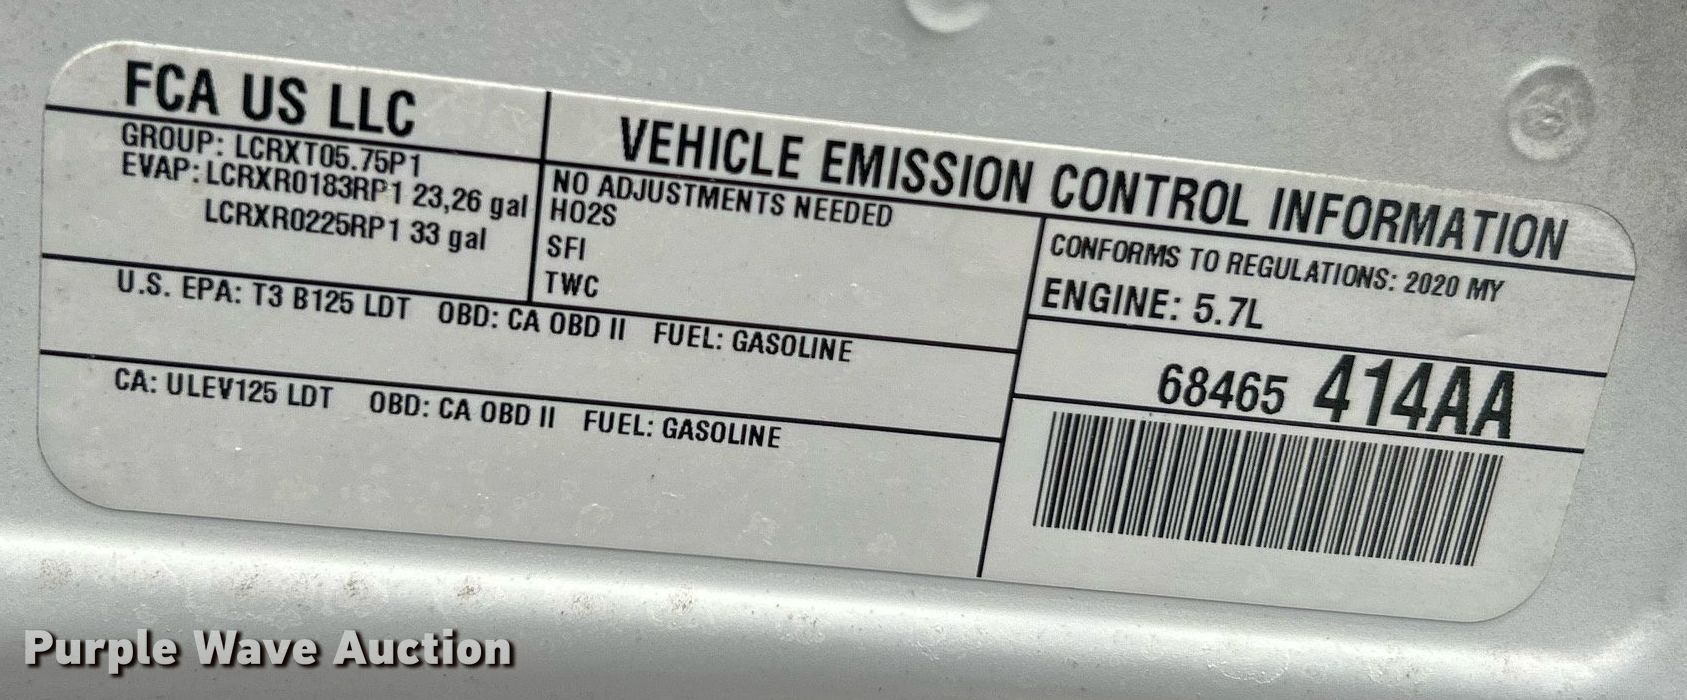 FCA US LLC
GROUP: LCRXT05.75P1
EVAP: LCRXR0183RP1 23,26 gal
LCRXR0225RP1 33 gal
VEHICLE EMISSION CONTROL INFORMATION
NO ADJUSTMENTS NEEDED
HO2S
SFI
TWC
CONFORMS TO REGULATIONS: 2020 MY
ENGINE: 5.7L
U.S. EPA: T3 B125 LDT OBD: CA OBD II FUEL: GASOLINE
CA: ULEV125 LDT OBD: CA OBD II FUEL: GASOLINE
68465 414AA
Purple Wave Auction